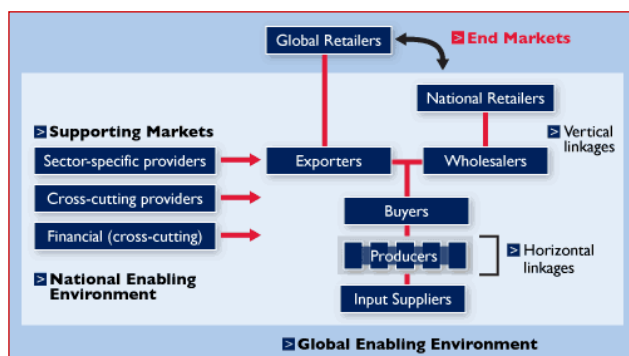 Global Retailers
End Markets
National Retailers
Supporting Markets
Vertical
linkages
Sector-specific providers
Exporters
Wholesalers
Cross-cutting providers
Buyers
Financial (cross-cutting)
Producers
Horizontal
linkages
National Enabling
Environment
Input Suppliers
Global Enabling Environment